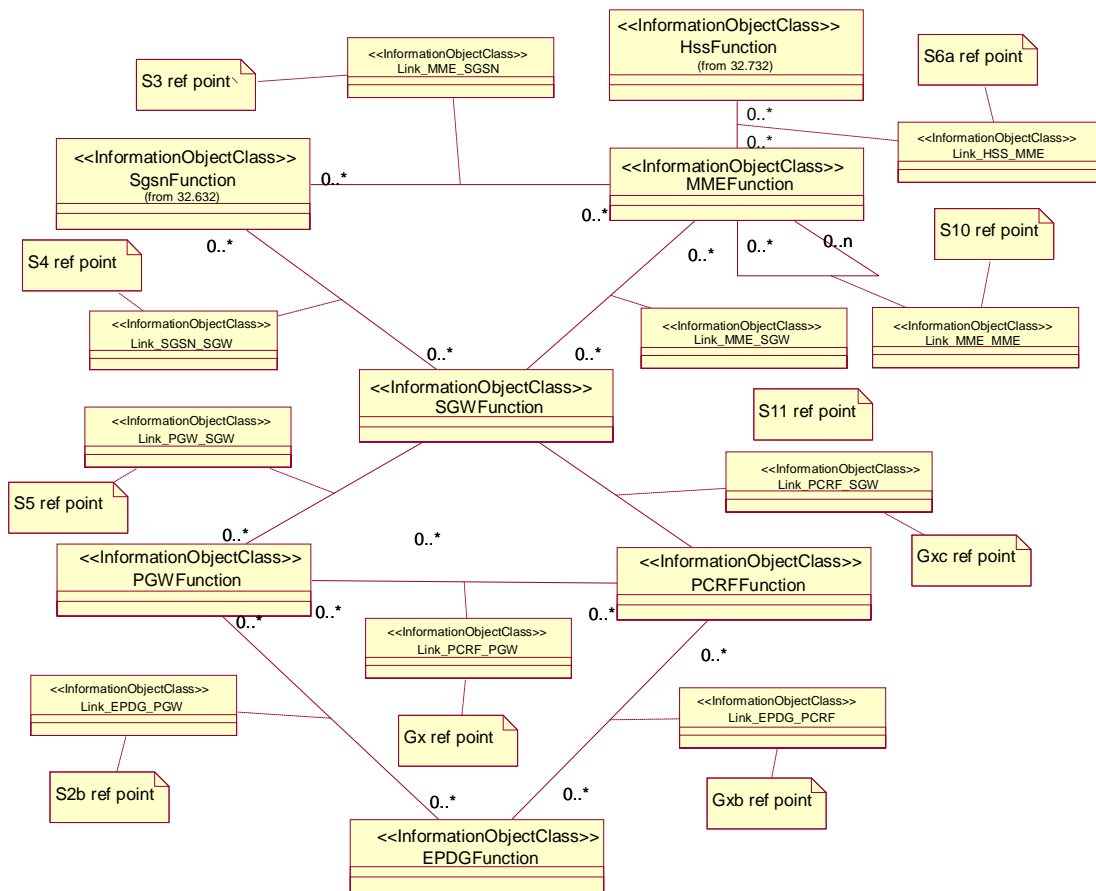 <<InformationObjectClass>>
HssFunction
(from 32.732)
<<InformationObjectClass>>
Link_MME_SGSN
S3 ref point
S6a ref point
0..*
<<InformationObjectClass>>
Link_HSS_MME
0..*
<<InformationObjectClass>>
SgsnFunction
(from 32.632)
0..*
<<InformationObjectClass>>
MMEFunction
0..*
S10 ref point
0..*
0..*
0..n
0..*
S4 ref point
<<InformationObjectClass>>
Link_SGSN_SGW
<<InformationObjectClass>>
Link_MME_SGW
<<InformationObjectClass>>
Link_MME_MME
0..*
0..*
<<InformationObjectClass>>
SGWFunction
S11 ref point
<<InformationObjectClass>>
Link_PGW_SGW
<<InformationObjectClass>>
Link_PCRF_SGW
S5 ref point
0..*
0..*
Gxc ref point
<<InformationObjectClass>>
PGWFunction
<<InformationObjectClass>>
PCRFFunction
0..*
0..*
0..*
<<InformationObjectClass>>
Link_PCRF_PGW
0..*
<<InformationObjectClass>>
Link_EPDG_PGW
<<InformationObjectClass>>
Link_EPDG_PCRF
Gx ref point
S2b ref point
Gxb ref point
0..*
0..*
<<InformationObjectClass>>
EPDGFunction